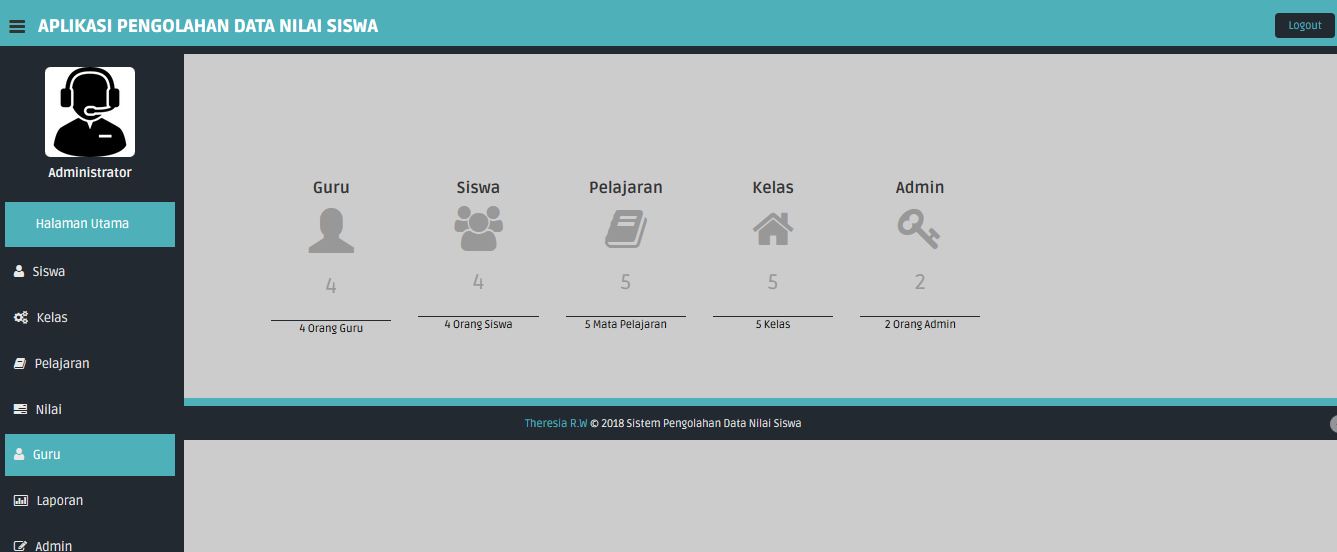 APLIKASI PENGOLAHAN DATA NILAI SISWA
Logout
Administrator
Halaman Utama
Siswa
Kelas
Pelajaran
Nilai
Guru
Laporan
Admin
Guru
4
4 Orang Guru
Siswa
4
4 Orang Siswa
Pelajaran
5
5 Mata Pelajaran
Kelas
5
5 Kelas
Admin
2
2 Orang Admin
Theresia R.W © 2018 Sistem Pengolahan Data Nilai Siswa